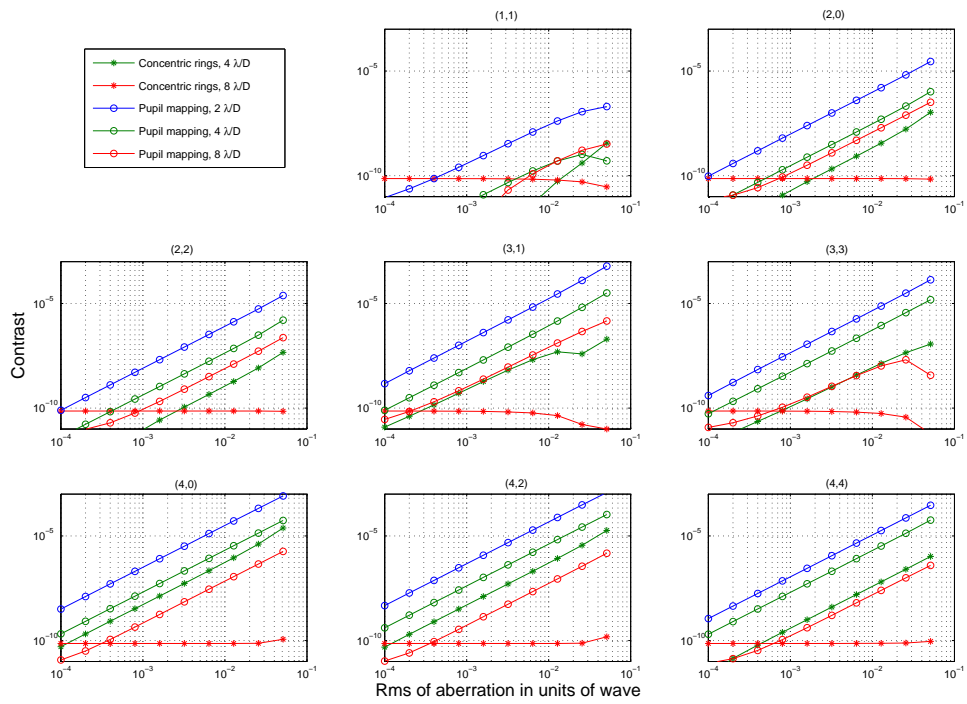 (1,1)
(2,0)
Concentric rings, 4 λ/D
Concentric rings, 8 λ/D
Pupil mapping, 2 λ/D
Pupil mapping, 4 λ/D
Pupil mapping, 8 λ/D
10⁻⁵
10⁻¹⁰
10⁻⁴ 10⁻³ 10⁻² 10⁻¹
10⁻⁵
10⁻¹⁰
10⁻⁴ 10⁻³ 10⁻² 10⁻¹
(2,2)
(3,1)
(3,3)
Contrast
10⁻⁵
10⁻¹⁰
10⁻⁴ 10⁻³ 10⁻² 10⁻¹
10⁻⁵
10⁻¹⁰
10⁻⁴ 10⁻³ 10⁻² 10⁻¹
10⁻⁵
10⁻¹⁰
10⁻⁴ 10⁻³ 10⁻² 10⁻¹
(4,0)
(4,2)
(4,4)
10⁻⁵
10⁻¹⁰
10⁻⁴ 10⁻³ 10⁻² 10⁻¹
10⁻⁵
10⁻¹⁰
10⁻⁴ 10⁻³ 10⁻² 10⁻¹
10⁻⁵
10⁻¹⁰
10⁻⁴ 10⁻³ 10⁻² 10⁻¹
Rms of aberration in units of wave